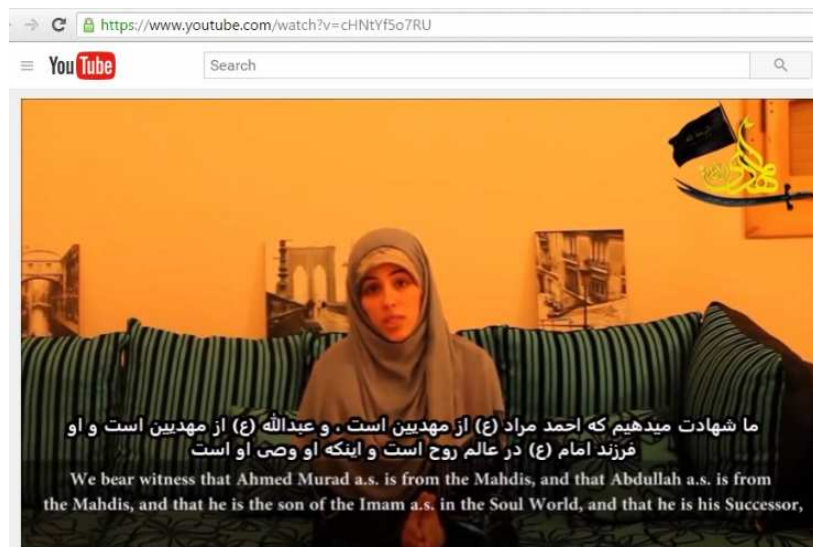 https://www.youtube.com/watch?v=cHNtYf5o7RU
YouTube
Search
ما شهادت میدهیم که احمد مراد (ع) از مهدیین است ، و عبدالله (ع) از مهدیین است و او
فرزند امام (ع) در عالم روح است و اینکه او وصی او است
We bear witness that Ahmed Murad a.s. is from the Mahdis, and that Abdullah a.s. is from
the Mahdis, and that he is the son of the Imam a.s. in the Soul World, and that he is his Successor,